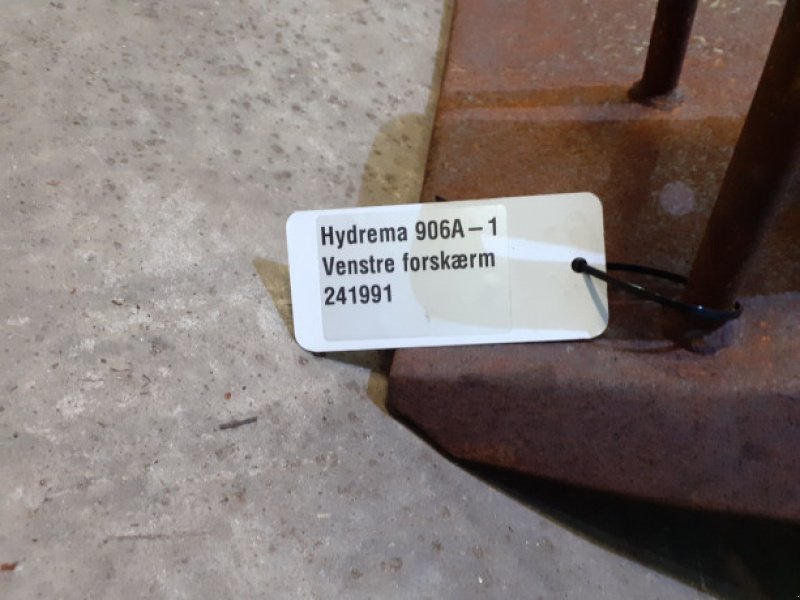 Hydrema 906A – 1
Venstre forskærm
241991